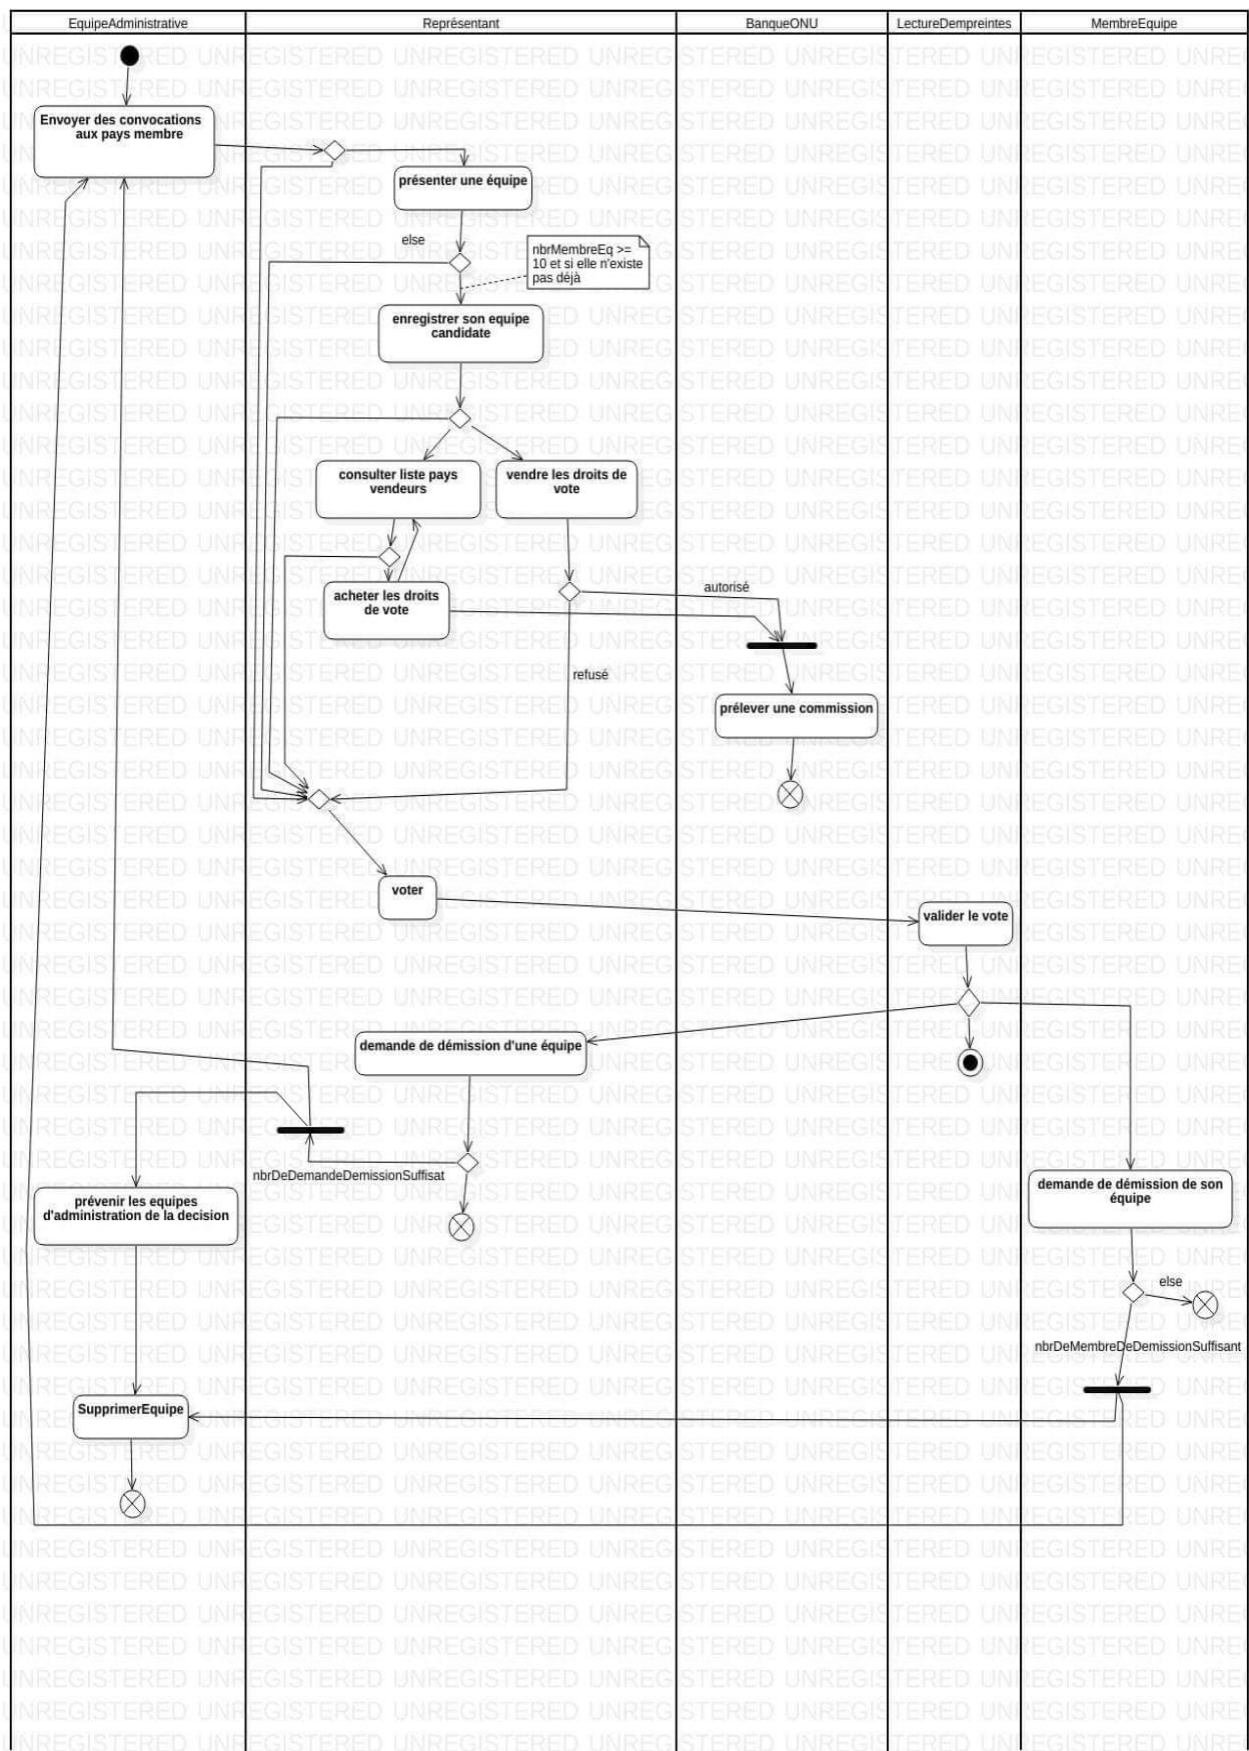 EquipeAdministrative
Représentant
BanqueONU
LectureDempreintes
MembreEquipe
Envoyer des convocations
aux pays membre
présenter une équipe
else
nbrMembreEq >=
10 et si elle n'existe
pas déjà
enregistrer son equipe
candidate
consulter liste pays
vendeurs
vendre les droits de
vote
acheter les droits
de vote
autorisé
refusé
prélever une commission
voter
valider le vote
demande de démission d'une équipe
nbrDeDemandeDemissionSuffisat
prévenir les equipes
d'administration de la decision
demande de démission de son
équipe
else
nbrDeMembreDeDemissionSuffisant
SupprimerEquipe
UNREGISTERED